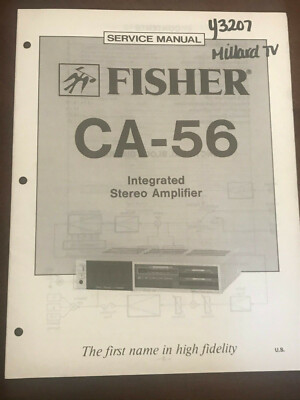 SERVICE MANUAL
y3207
Millard TV
FISHER®
CA-56
Integrated
Stereo Amplifier
The first name in high fidelity
U.S.